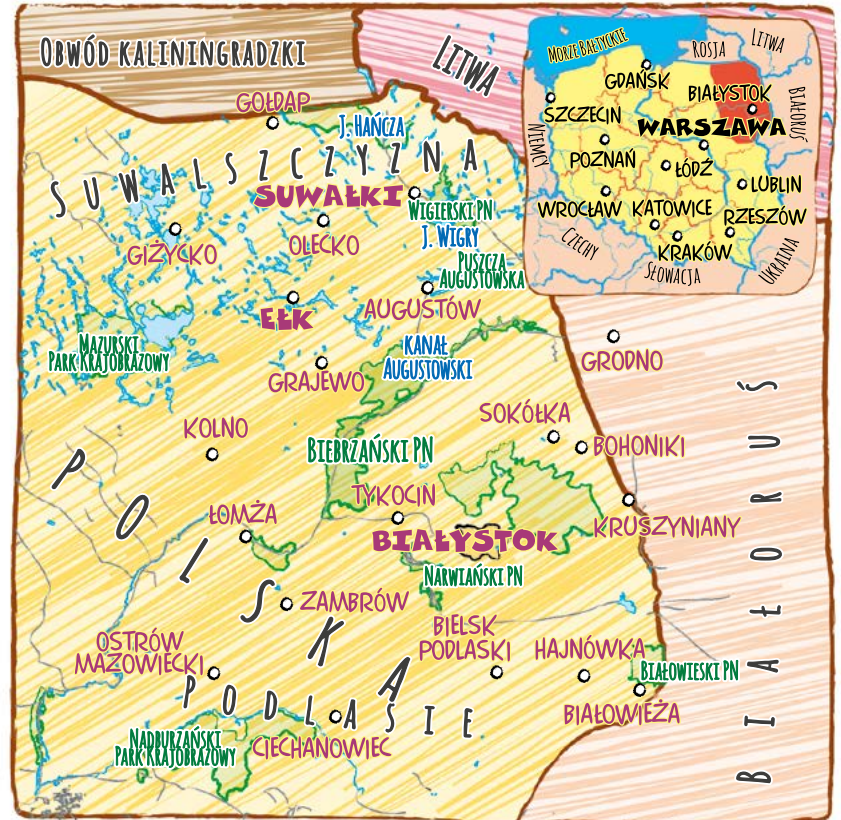 OBWÓD KALININGRADZKI
LITWA
MORZE BAŁTYCKIE
ROSJA
LITWA
GDAŃSK
BIAŁYSTOK
BIAŁORUŚ
SZCZECIN
WARSZAWA
NIEMCY
POZNAŃ
ŁÓDŹ
LUBLIN
WROCŁAW
KATOWICE
RZESZÓW
KRAKÓW
CZECHY
SŁOWACJA
UKRAINA
GOŁDAP
J. HAŃCZA
SUWALSZCZYZNA
SUWAŁKI
WIGIERSKI PN
GIŻYCKO
OLECKO
J. WIGRY
PUSZCZA
AUGUSTOWSKA
EŁK
AUGUSTÓW
MAZURSKI
PARK KRAJOBRAZOWY
KANAŁ
AUGUSTOWSKI
GRODNO
GRAJEWO
KOLNO
SOKÓŁKA
BIEBRZAŃSKI PN
BOHONIKI
POLSKA
TYKOCIN
ŁOMŻA
KRUSZYNIANY
BIAŁYSTOK
NARWIAŃSKI PN
ZAMBRÓW
BIELSK
PODLASKI
HAJNÓWKA
OSTRÓW
MAZOWIECKI
BIAŁOWIESKI PN
PODLASIE
BIAŁOWIEŻA
NADBURZAŃSKI
PARK KRAJOBRAZOWY
CIECHANOWIEC
BIAŁORUŚ